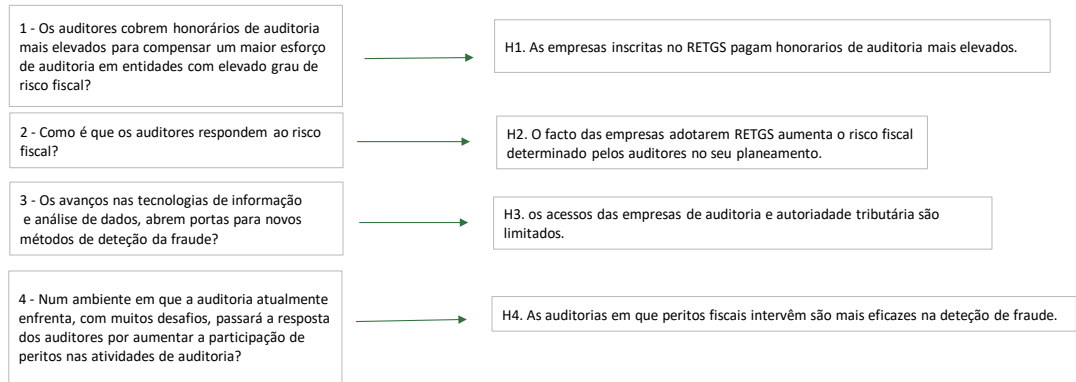 1 - Os auditores cobrem honorários de auditoria
mais elevados para compensar um maior esforço
de auditoria em entidades com elevado grau de
risco fiscal?
H1. As empresas inscritas no RETGS pagam honorarios de auditoria mais elevados.
2 - Como é que os auditores respondem ao risco
fiscal?
H2. O facto das empresas adotarem RETGS aumenta o risco fiscal
determinado pelos auditores no seu planeamento.
3 - Os avanços nas tecnologias de informação
e análise de dados, abrem portas para novos
métodos de deteção da fraude?
H3. os acessos das empresas de auditoria e autoriadade tributária são
limitados.
4 - Num ambiente em que a auditoria atualmente
enfrenta, com muitos desafios, passará a resposta
dos auditores por aumentar a participação de
peritos nas atividades de auditoria?
H4. As auditorias em que peritos fiscais intervêm são mais eficazes na deteção de fraude.